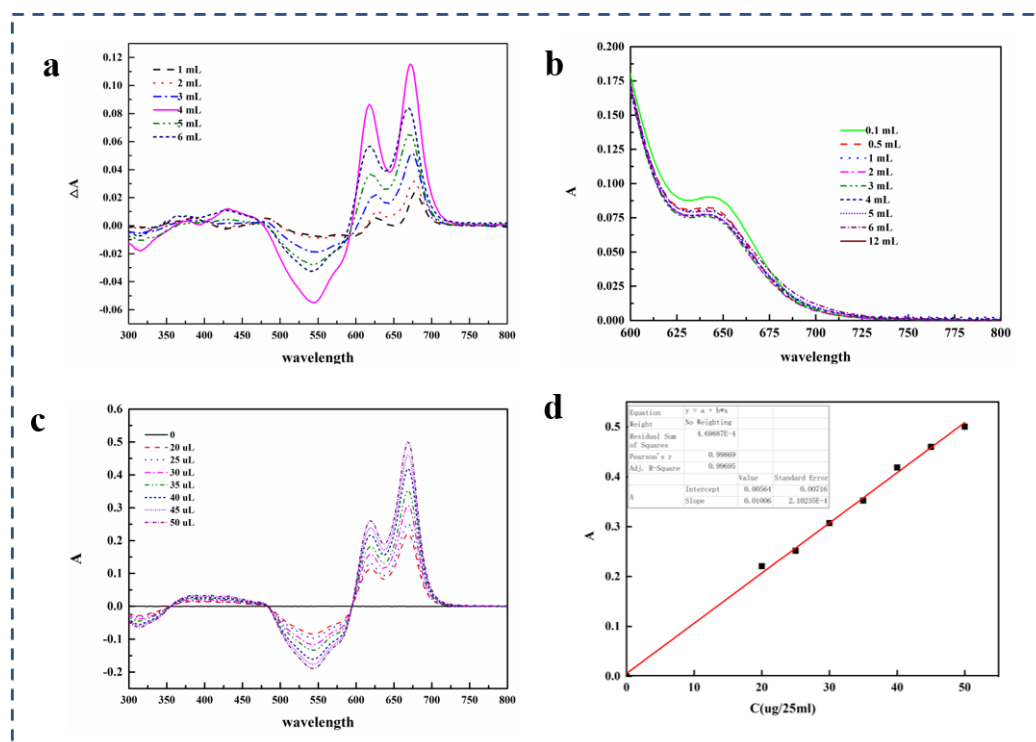 a
0.12
0.10
0.08
0.06
0.04
0.02
0.00
-0.02
-0.04
-0.06
△A
1 mL
2 mL
3 mL
4 mL
5 mL
6 mL
300 350 400 450 500 550 600 650 700 750 800
wavelength
b
0.200
0.175
0.150
0.125
0.100
0.075
0.050
0.025
0.000
A
0.1 mL
0.5 mL
1 mL
2 mL
3 mL
4 mL
5 mL
6 mL
12 mL
600 625 650 675 700 725 750 775 800
wavelength
c
0.6
0.5
0.4
0.3
0.2
0.1
0.0
-0.1
-0.2
A
0
20 uL
25 uL
30 uL
35 uL
40 uL
45 uL
50 uL
300 350 400 450 500 550 600 650 700 750 800
wavelength
d
0.5
0.4
0.3
0.2
0.1
0.0
A
Equation y = a + b*x
Weight No Weighting
Residual Sum of Squares 4.69887E-4
Pearson's r 0.99869
Adj. R-Square 0.99695
Value Standard Error
A Intercept 0.00564 0.00716
Slope 0.01006 2.10235E-4
0 10 20 30 40 50
C(ug/25ml)